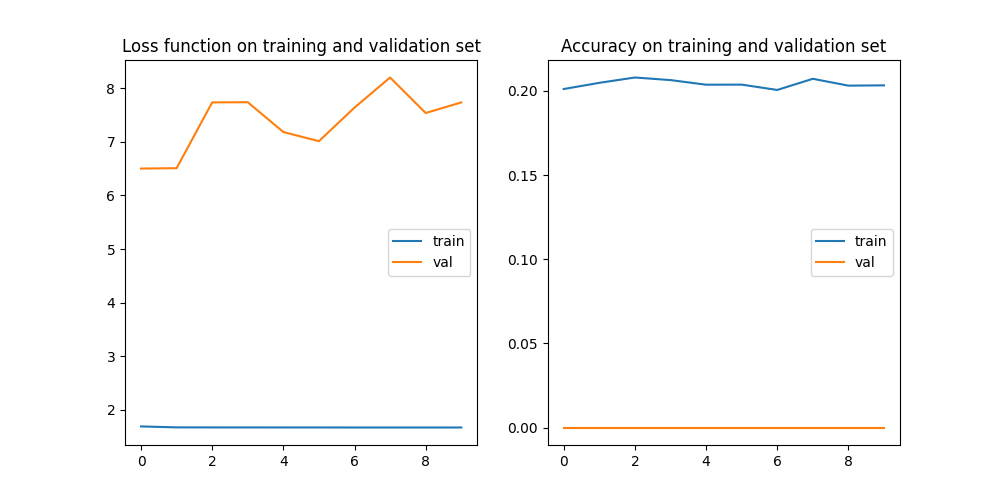 Loss function on training and validation set
8
7
6
5
4
3
2
0 2 4 6 8
train
val
Accuracy on training and validation set
0.20
0.15
0.10
0.05
0.00
0 2 4 6 8
train
val